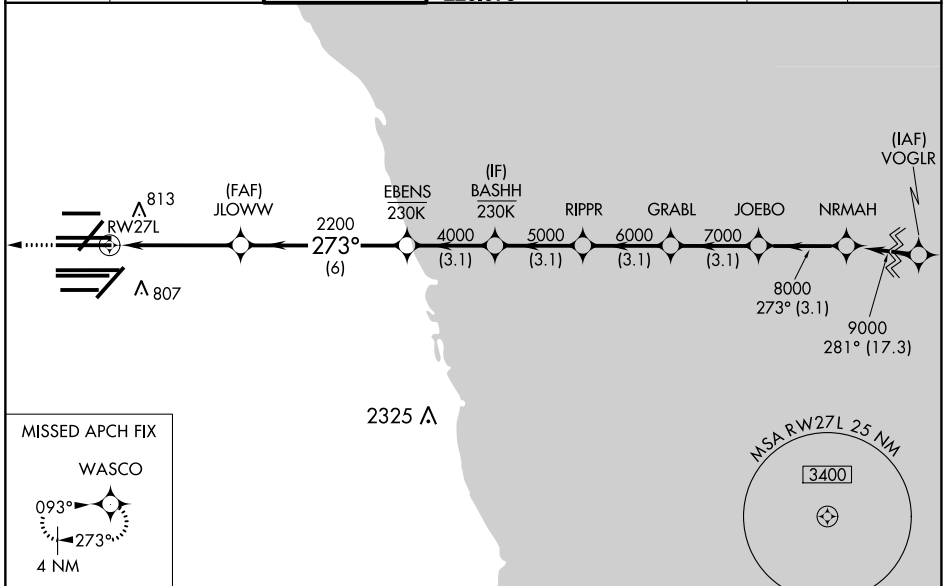 813
RW27L
(FAF)
JLOWW
2200
273°
(6)
EBENS
230K
4000
(3.1)
(IF)
BASHH
230K
5000
(3.1)
RIPPR
6000
(3.1)
GRABL
7000
(3.1)
JOEBO
8000
273° (3.1)
NRMAH
9000
281° (17.3)
(IAF)
VOGLR
807
2325
MISSED APCH FIX
WASCO
093°
273°
4 NM
MSA RW27L 25 NM
3400